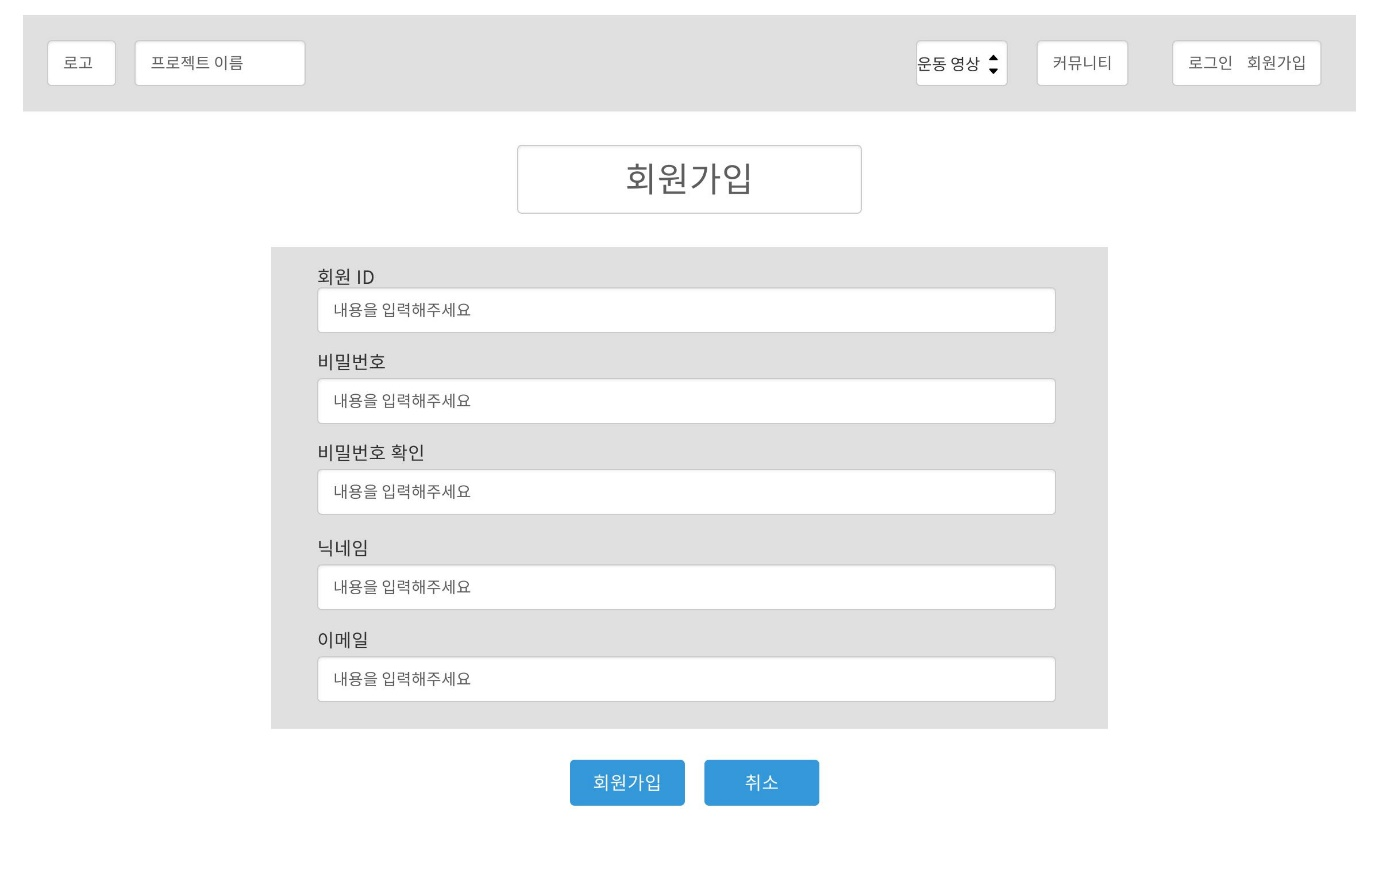 로고 프로젝트 이름 운동 영상 커뮤니티 로그인 회원가입
회원가입
회원 ID
내용을 입력해주세요
비밀번호
내용을 입력해주세요
비밀번호 확인
내용을 입력해주세요
닉네임
내용을 입력해주세요
이메일
내용을 입력해주세요
회원가입 취소